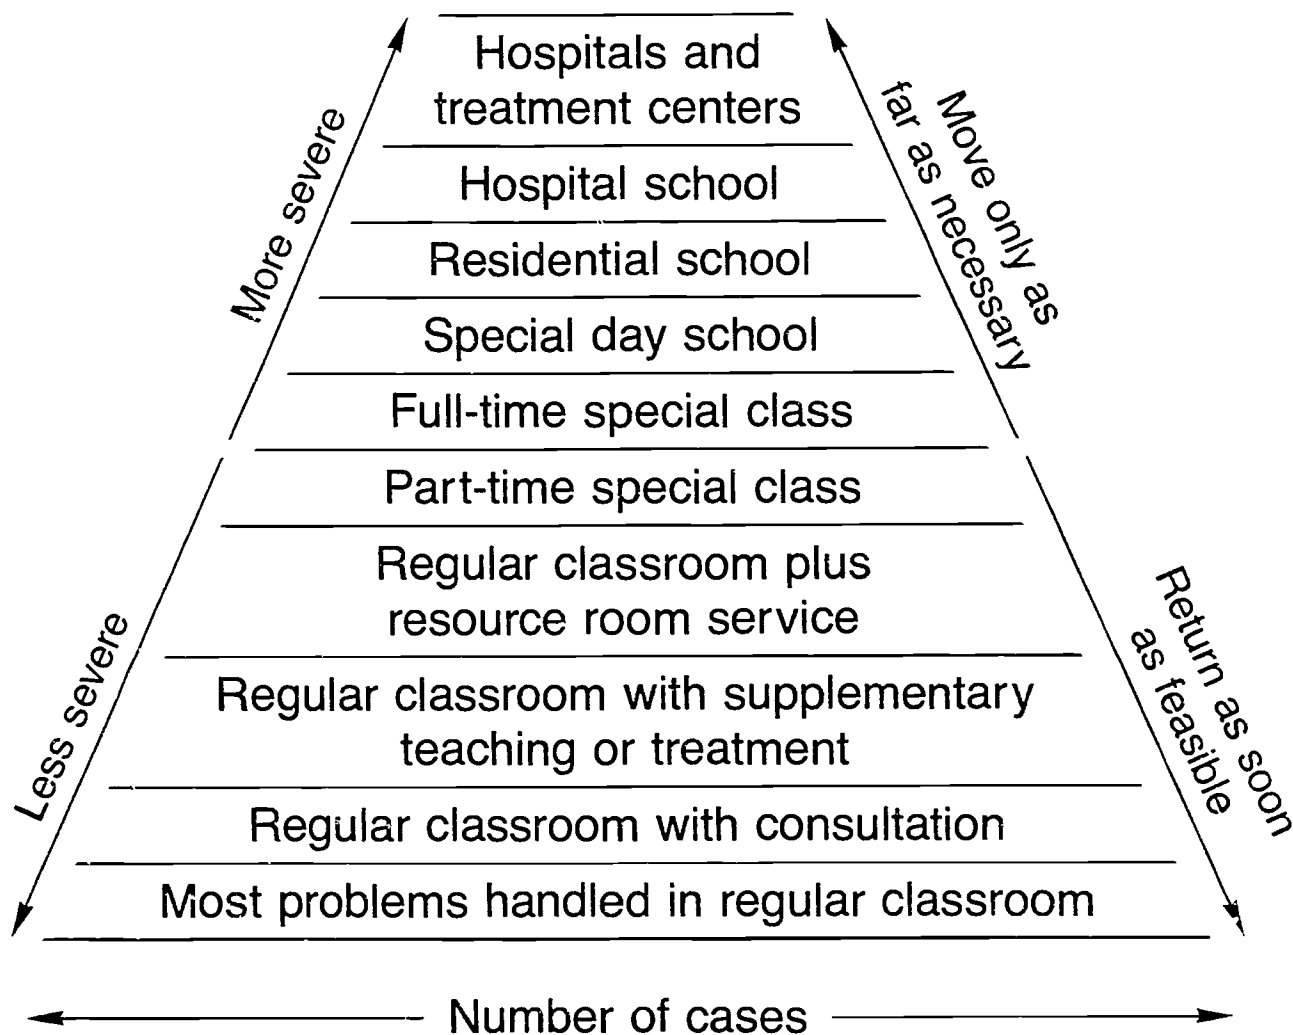 Hospitals and
treatment centers
Hospital school
Residential school
Special day school
Full-time special class
Part-time special class
Regular classroom plus
resource room service
Regular classroom with supplementary
teaching or treatment
Regular classroom with consultation
Most problems handled in regular classroom
More severe
Less severe
Move only as
far as necessary
Return as soon
as feasible
Number of cases